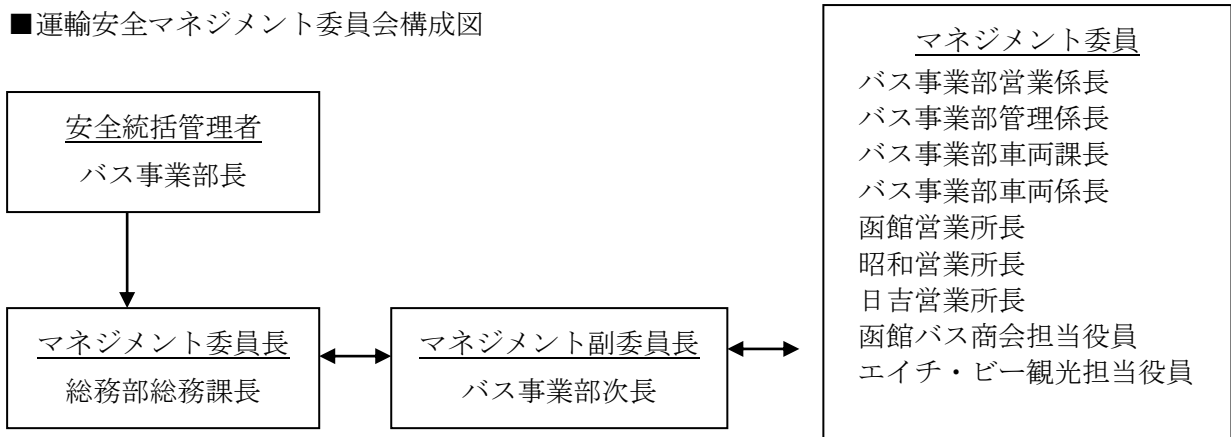 ■運輸安全マネジメント委員会構成図
安全統括管理者
バス事業部長
マネジメント委員長
総務部総務課長
マネジメント副委員長
バス事業部次長
マネジメント委員
バス事業部営業係長
バス事業部管理係長
バス事業部車両課長
バス事業部車両係長
函館営業所長
昭和営業所長
日吉営業所長
函館バス商会担当役員
エイチ・ビー観光担当役員